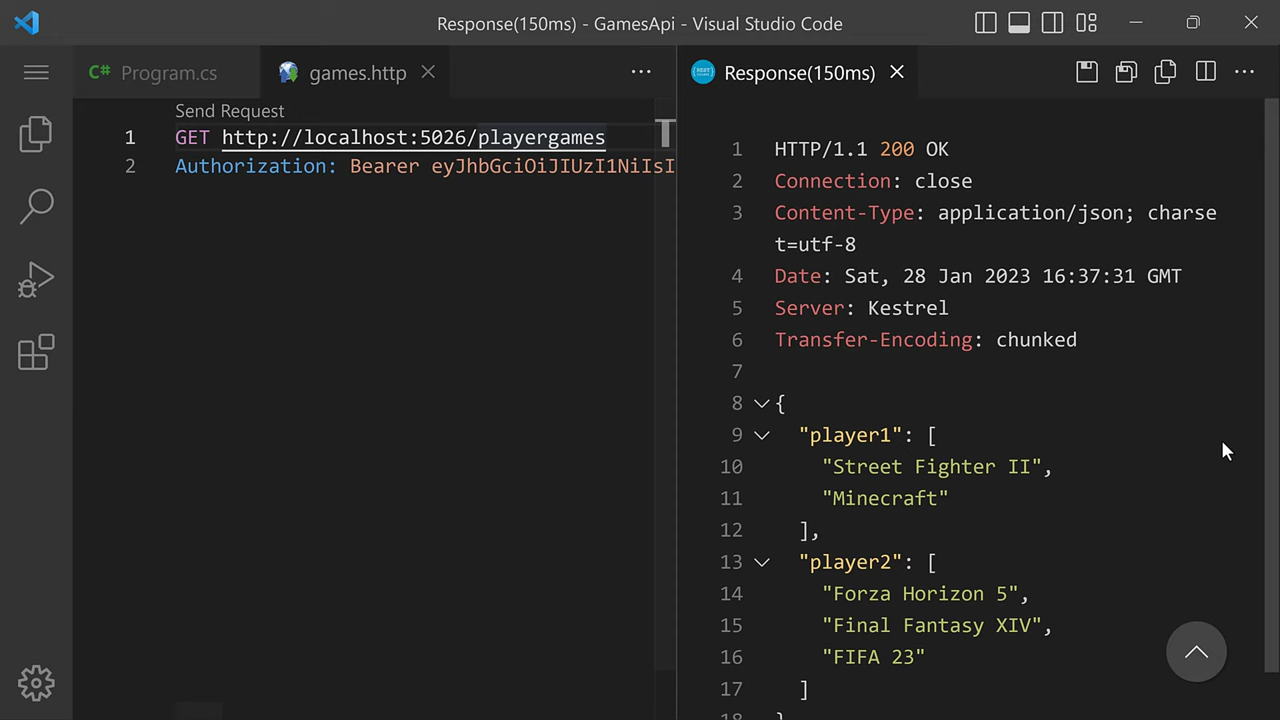 Response(150ms) - GamesApi - Visual Studio Code
C# Program.cs
games.http
Send Request
1 GET http://localhost:5026/playergames
2 Authorization: Bearer eyJhbGciOiJIUzI1NiIsI
Response(150ms)
1 HTTP/1.1 200 OK
2 Connection: close
3 Content-Type: application/json; charse
t=utf-8
4 Date: Sat, 28 Jan 2023 16:37:31 GMT
5 Server: Kestrel
6 Transfer-Encoding: chunked
7
8 {
9 "player1": [
10 "Street Fighter II",
11 "Minecraft"
12 ],
13 "player2": [
14 "Forza Horizon 5",
15 "Final Fantasy XIV",
16 "FIFA 23"
17 ]
18 }